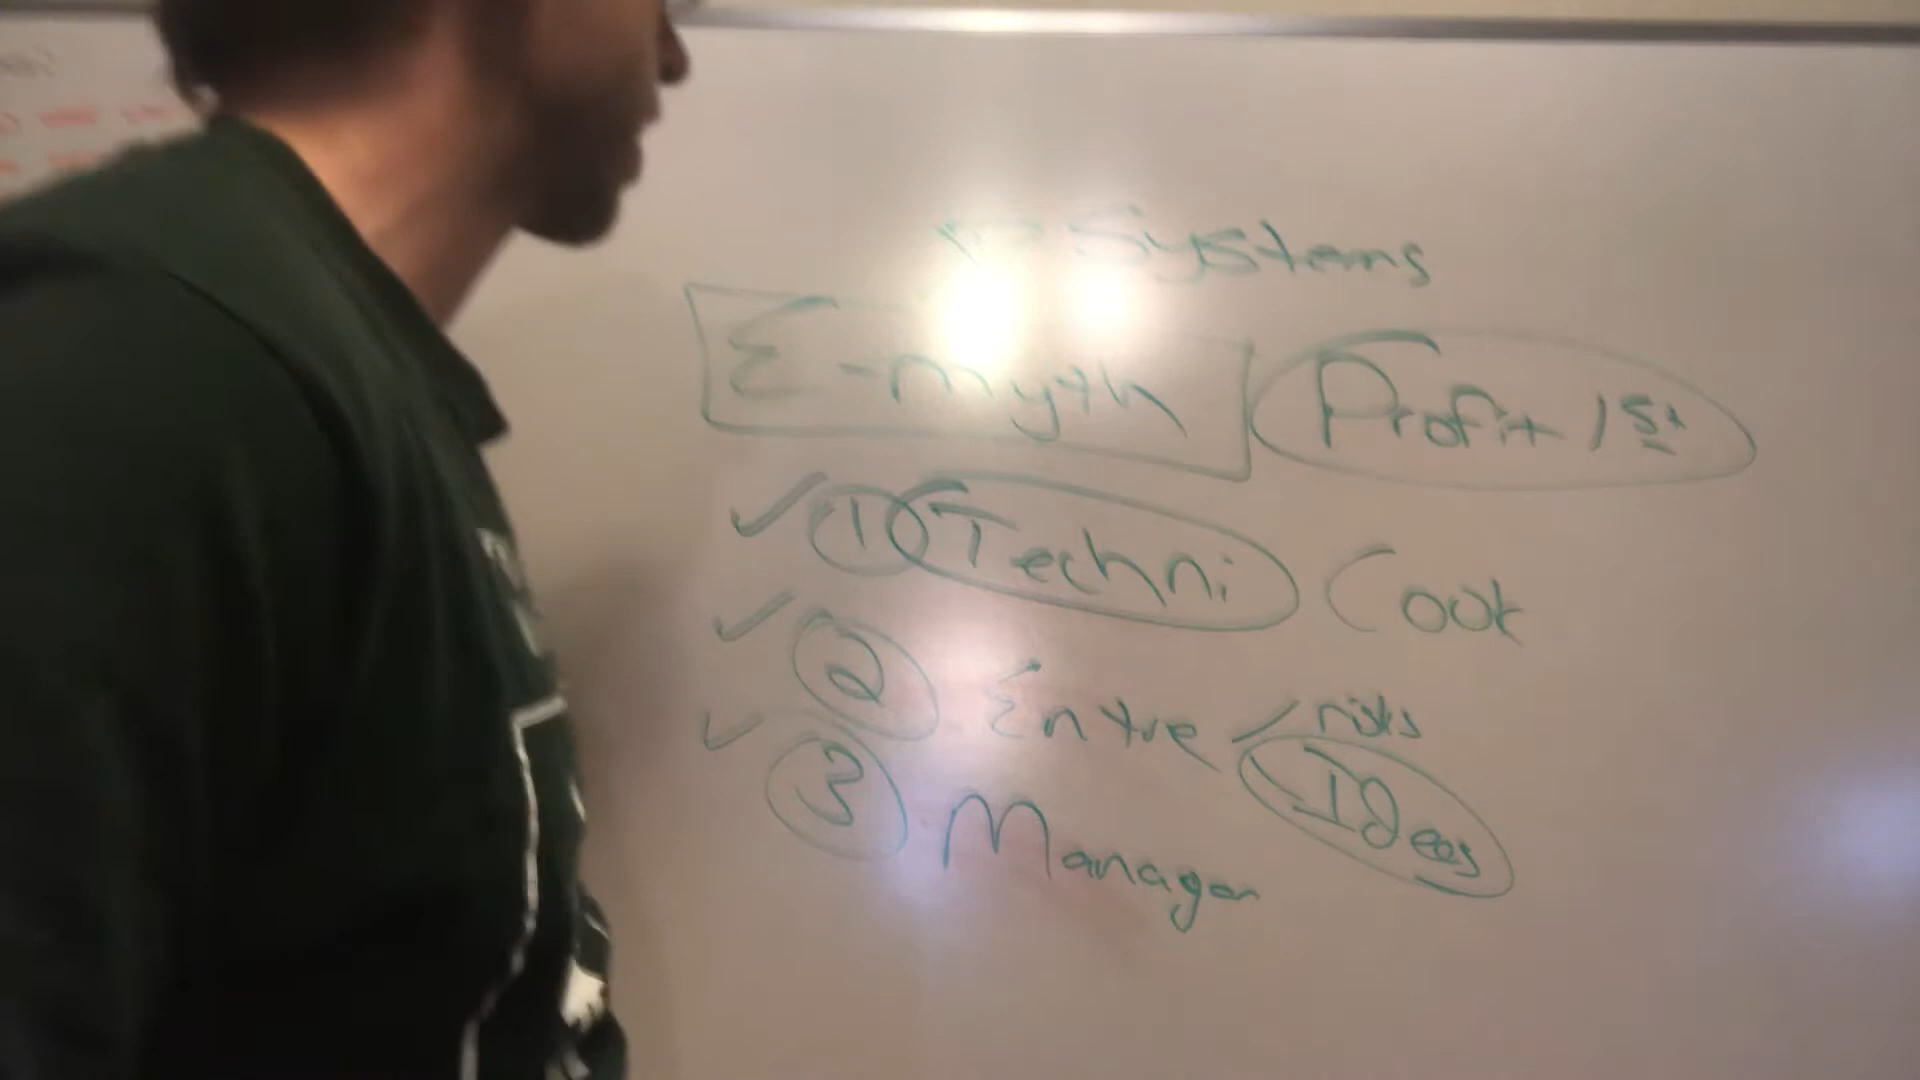 Systems
E-myth Profit 1st
✓ 1 Techni Cook
✓ 2 Entre risks
Ideas
✓ 3 Manager